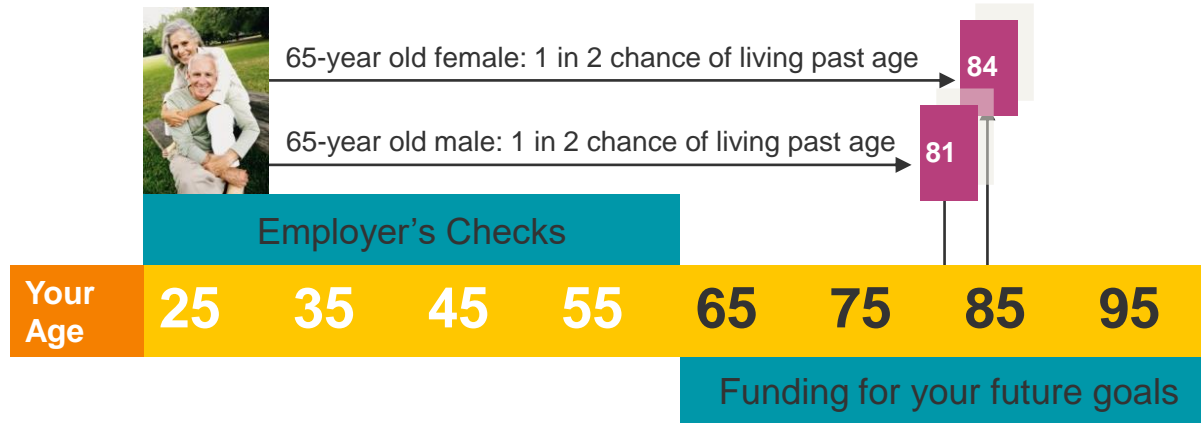 65-year old female: 1 in 2 chance of living past age
84
65-year old male: 1 in 2 chance of living past age
81
Employer’s Checks
Your
Age
25 35 45 55 65 75 85 95
Funding for your future goals